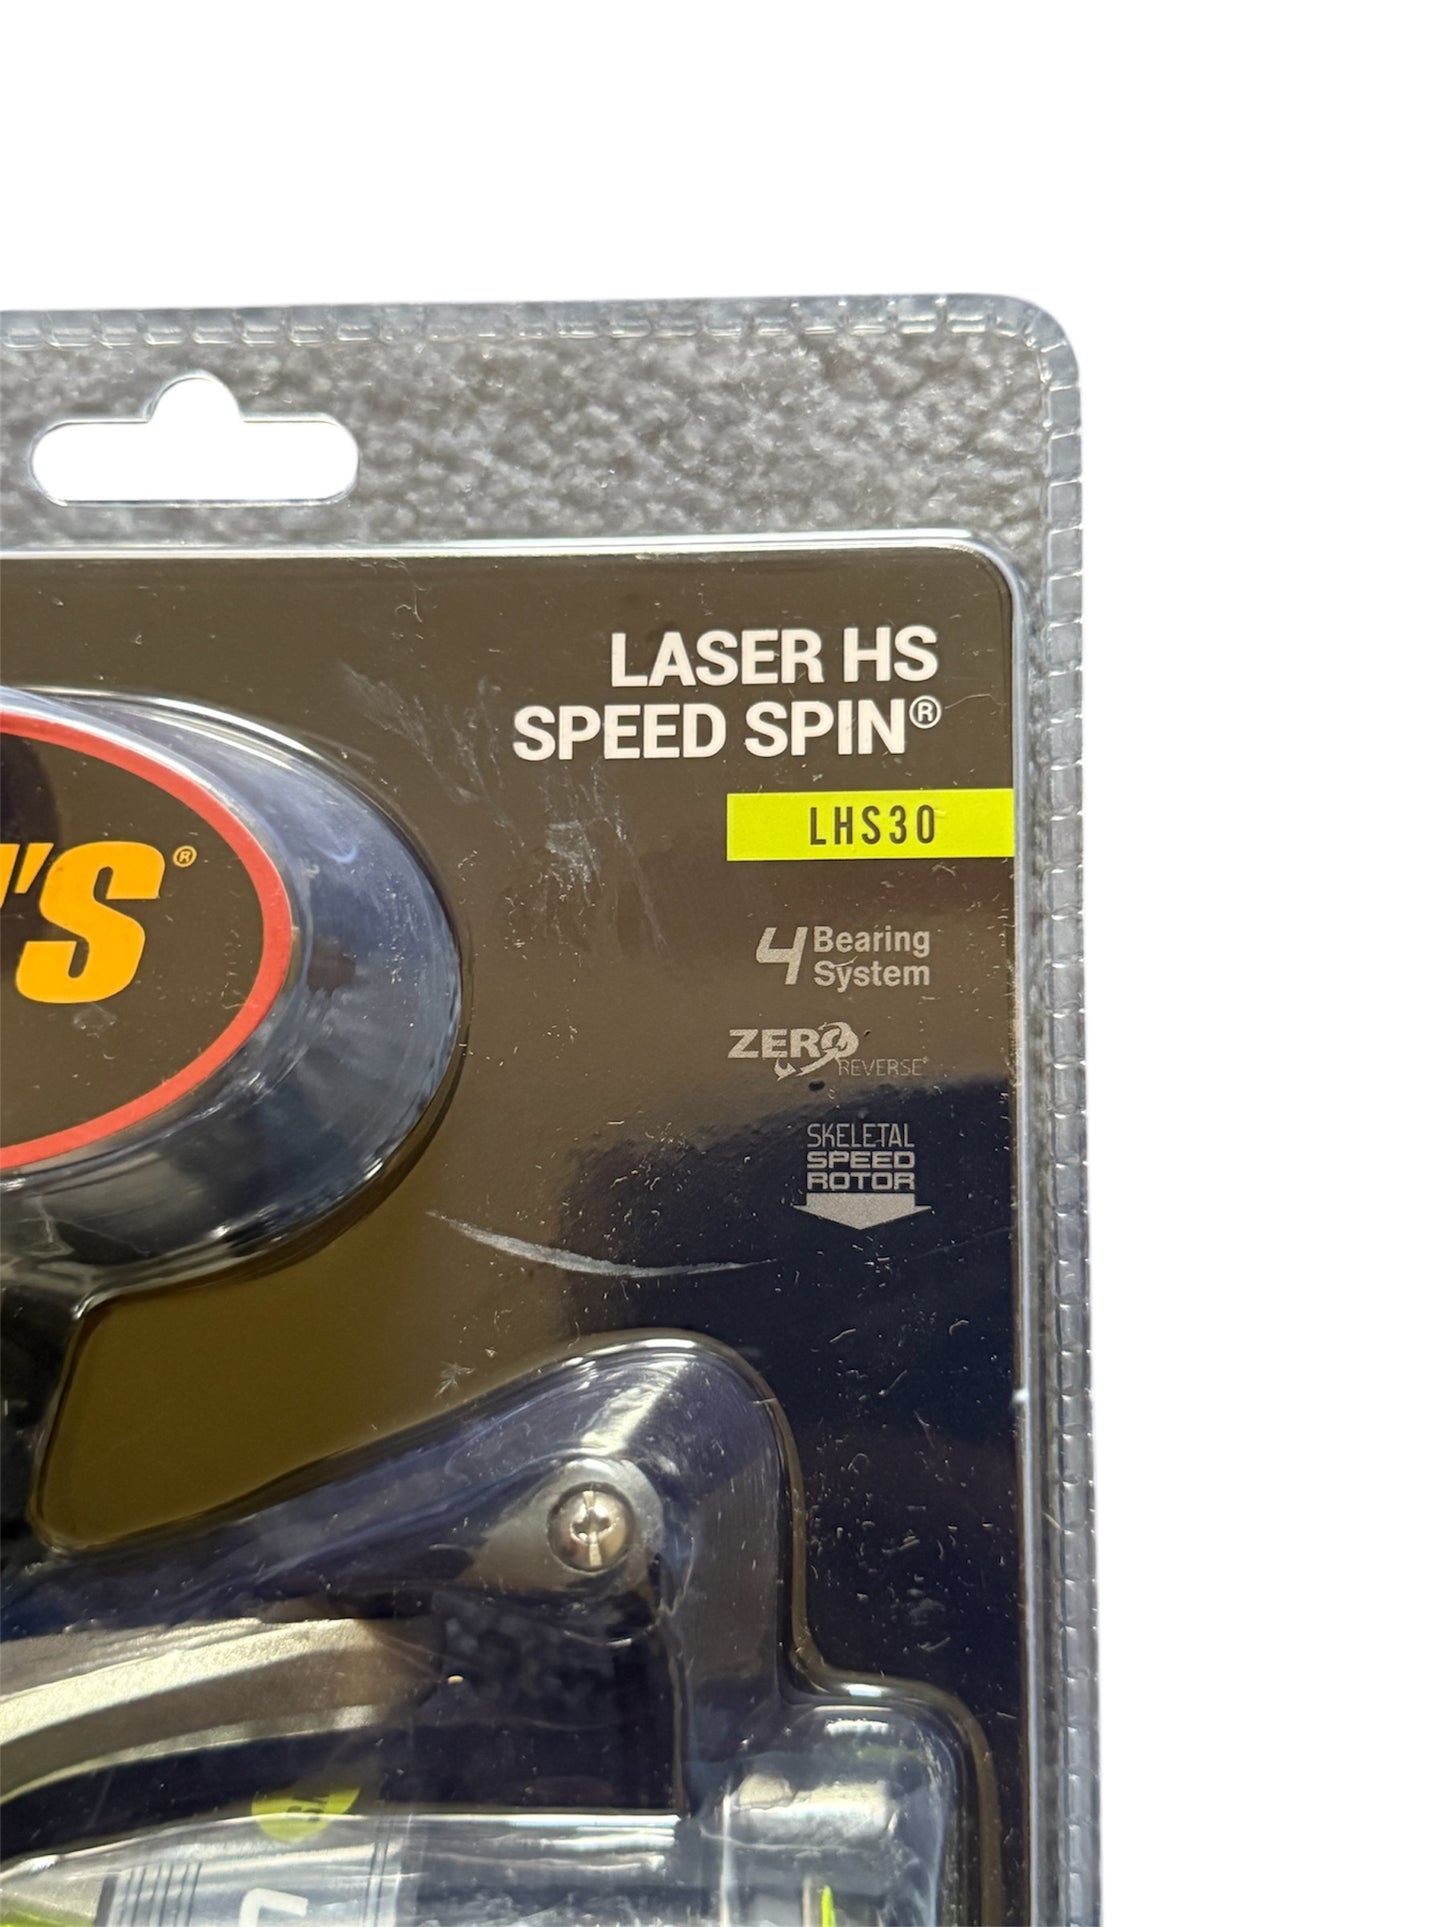 LASER HS
SPEED SPIN®
LHS30
'S®
4 Bearing
System
ZERO
REVERSE®
SKELETAL
SPEED
ROTOR